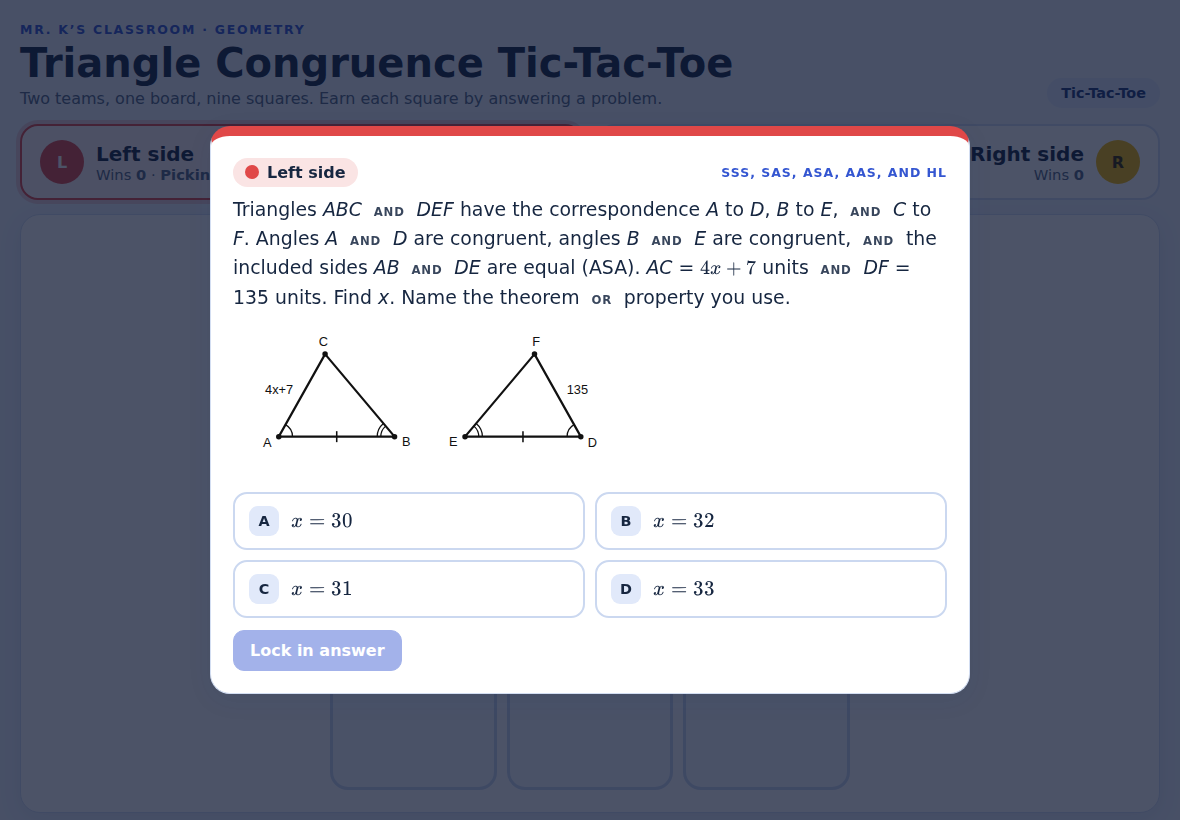 MR. K'S CLASSROOM · GEOMETRY
Triangle Congruence Tic-Tac-Toe
Two teams, one board, nine squares. Earn each square by answering a problem.
Tic-Tac-Toe
L
Left side
Wins 0 · Pickin
Right side
Wins 0
R
Left side
SSS, SAS, ASA, AAS, AND HL
Triangles ABC AND DEF have the correspondence A to D, B to E, AND C to
F. Angles A AND D are congruent, angles B AND E are congruent, AND the
included sides AB AND DE are equal (ASA). AC = 4x + 7 units AND DF =
135 units. Find x. Name the theorem OR property you use.
C
F
4x+7
135
A
B
E
D
A x = 30
B x = 32
C x = 31
D x = 33
Lock in answer